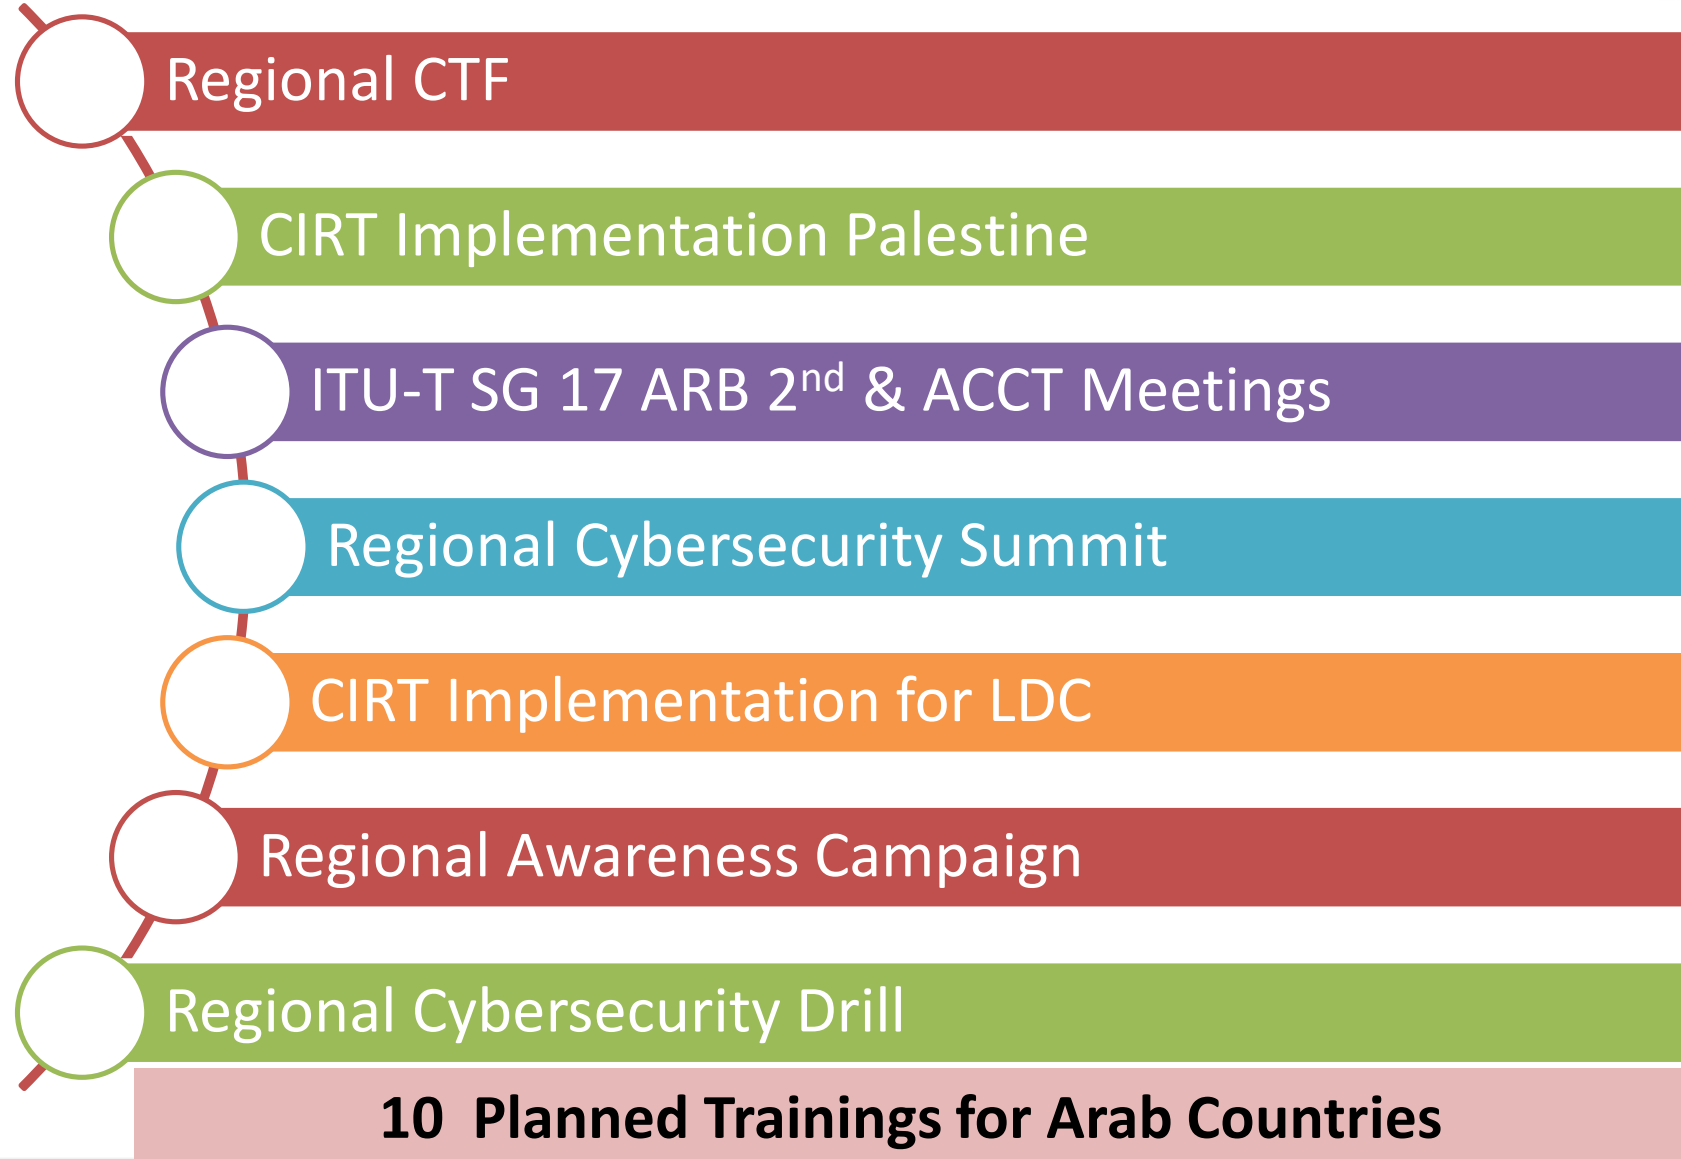 Regional CTF
CIRT Implementation Palestine
ITU-T SG 17 ARB 2nd & ACCT Meetings
Regional Cybersecurity Summit
CIRT Implementation for LDC
Regional Awareness Campaign
Regional Cybersecurity Drill
10 Planned Trainings for Arab Countries